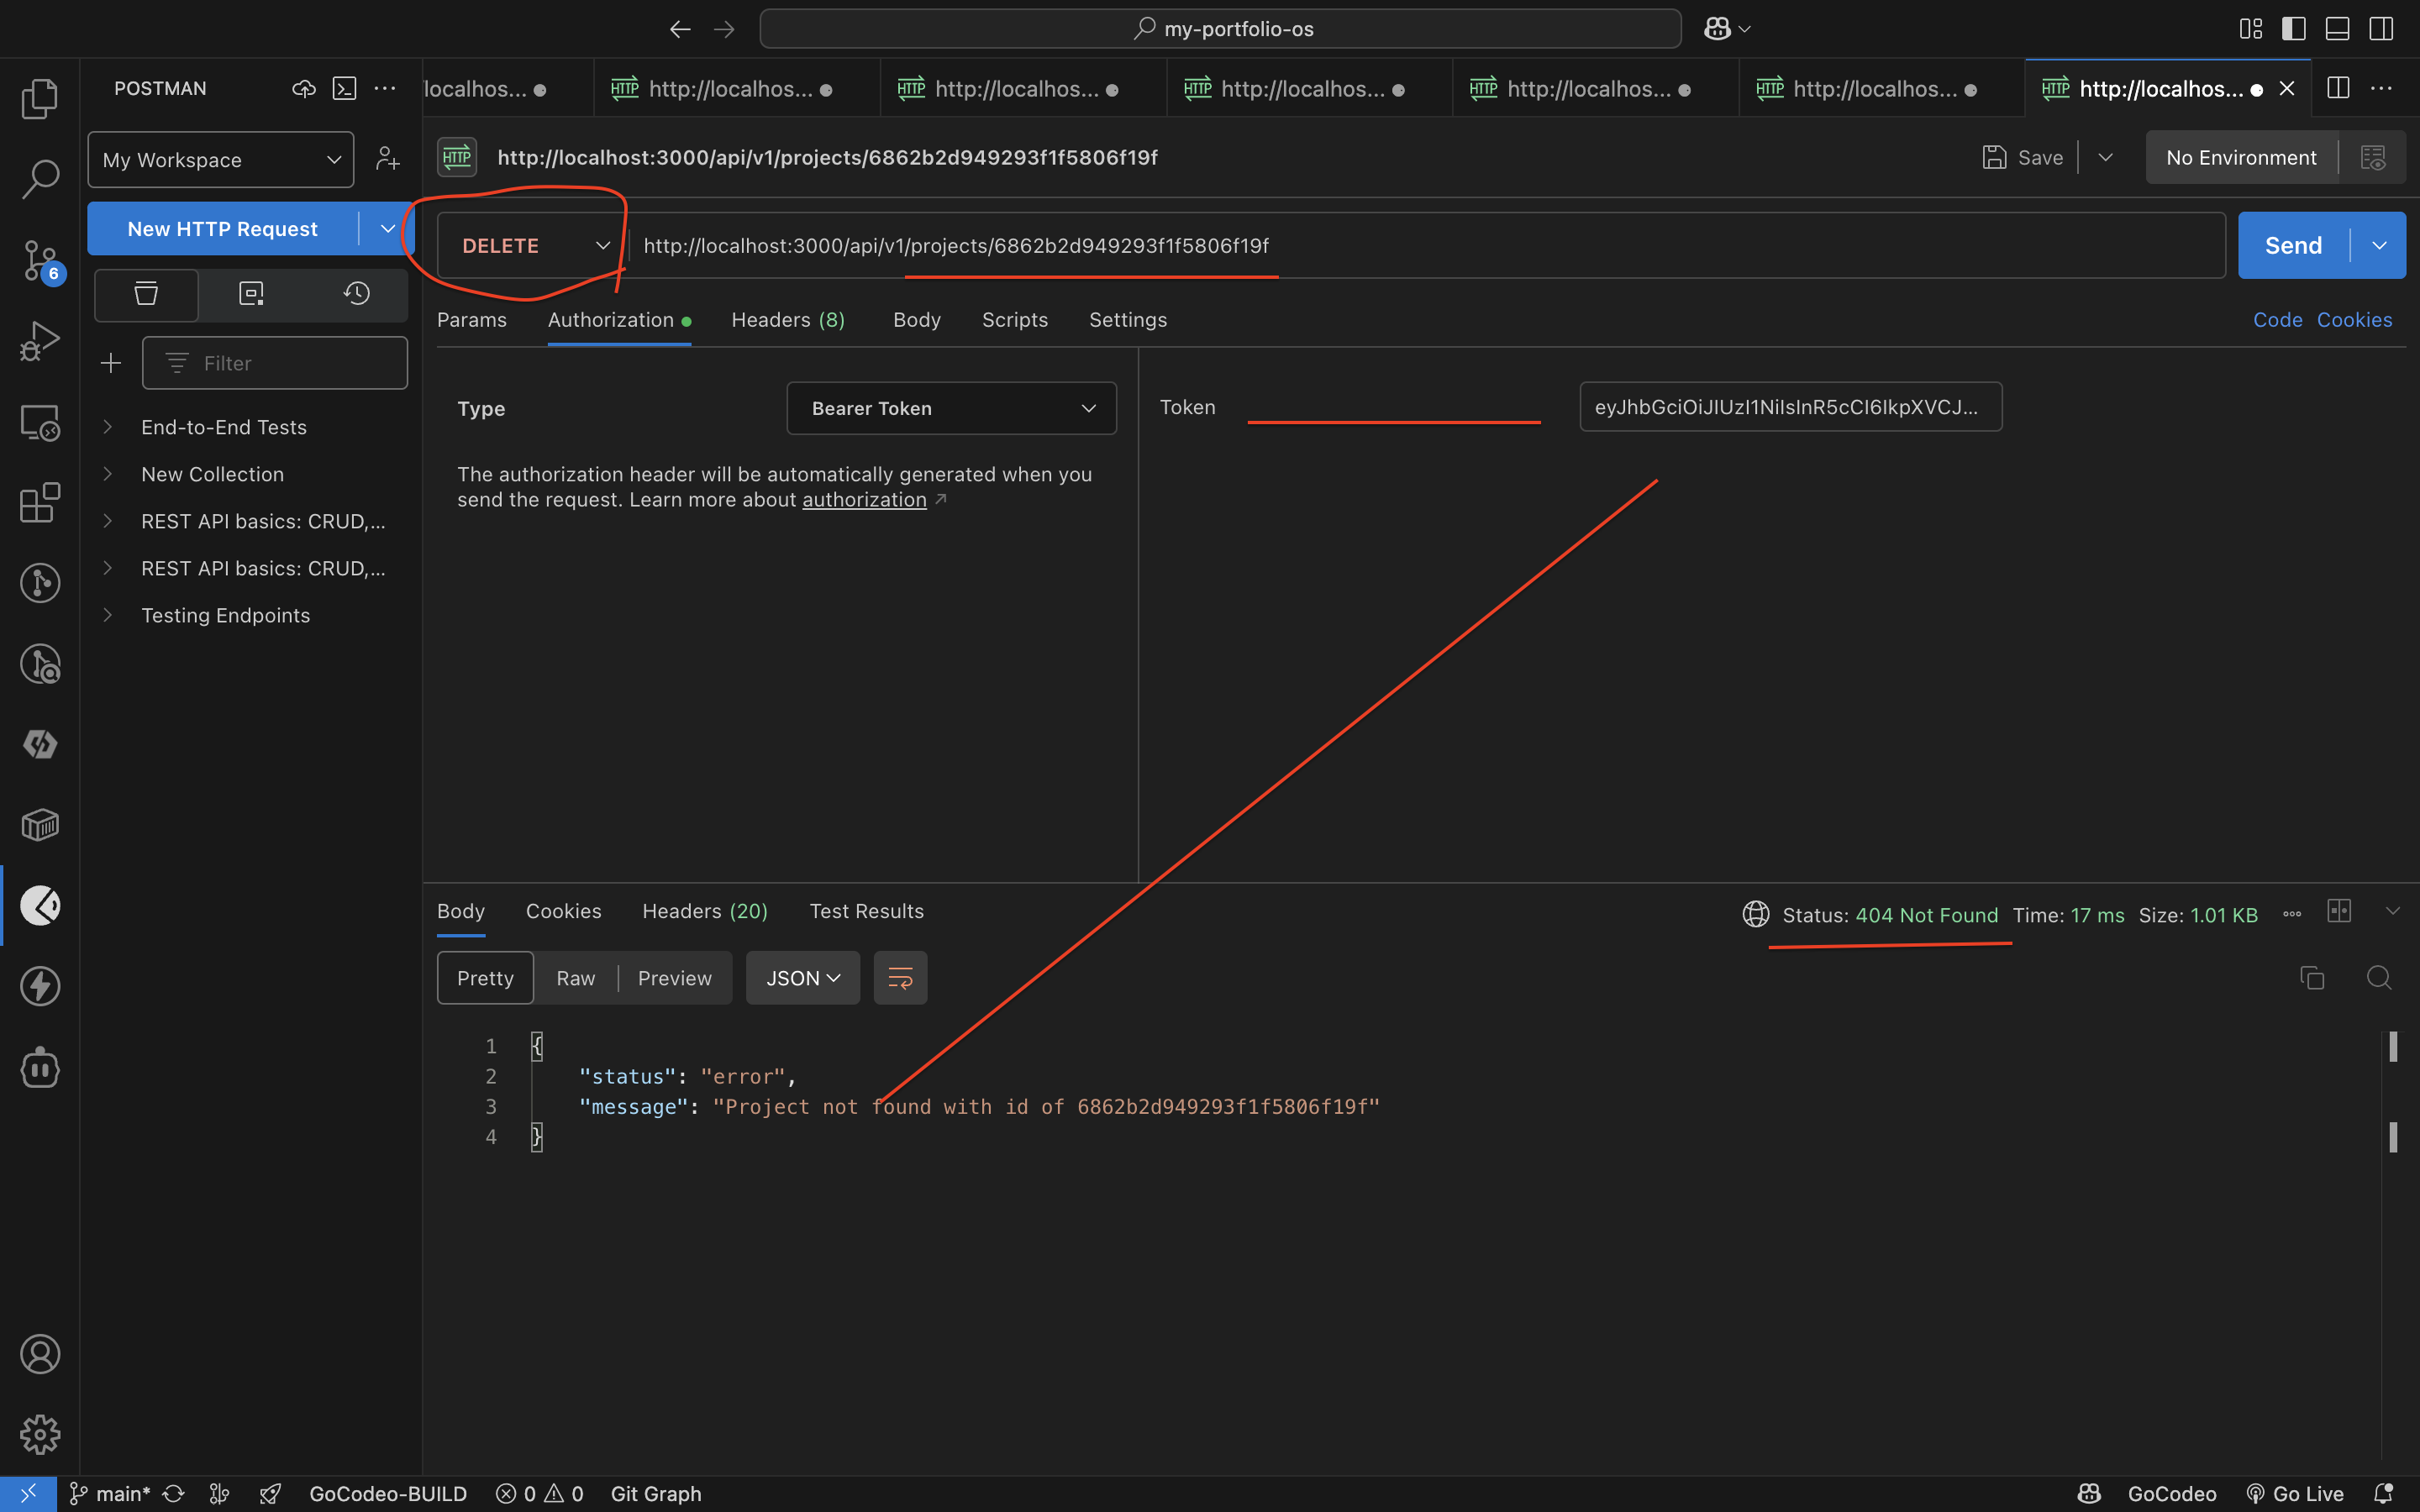 my-portfolio-os
POSTMAN
localhos...
http://localhos...
http://localhos...
http://localhos...
http://localhos...
http://localhos...
http://localhos...
My Workspace
HTTP http://localhost:3000/api/v1/projects/6862b2d949293f1f5806f19f
Save
No Environment
New HTTP Request
DELETE
http://localhost:3000/api/v1/projects/6862b2d949293f1f5806f19f
Send
6
Params Authorization Headers (8) Body Scripts Settings
Code Cookies
Filter
Type
Bearer Token
Token
eyJhbGciOiJIUzI1NiIsInR5cCI6IkpXVCJ...
The authorization header will be automatically generated when you
send the request. Learn more about authorization
End-to-End Tests
New Collection
REST API basics: CRUD,...
REST API basics: CRUD,...
Testing Endpoints
Body Cookies Headers (20) Test Results
Status: 404 Not Found Time: 17 ms Size: 1.01 KB
Pretty Raw Preview JSON
1 {
2 "status": "error",
3 "message": "Project not found with id of 6862b2d949293f1f5806f19f"
4 }
main* GoCodeo-BUILD 0 0 Git Graph
GoCodeo Go Live